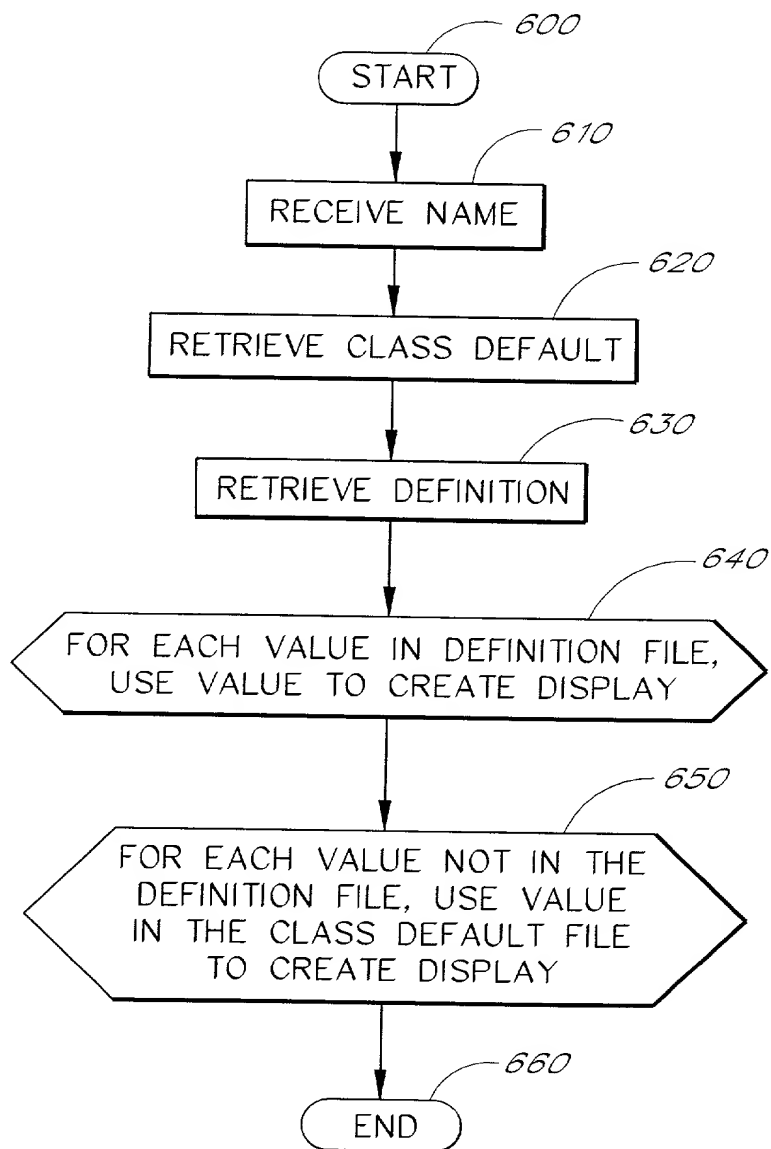 600
START
610
RECEIVE NAME
620
RETRIEVE CLASS DEFAULT
630
RETRIEVE DEFINITION
640
FOR EACH VALUE IN DEFINITION FILE,
USE VALUE TO CREATE DISPLAY
650
FOR EACH VALUE NOT IN THE
DEFINITION FILE, USE VALUE
IN THE CLASS DEFAULT FILE
TO CREATE DISPLAY
660
END